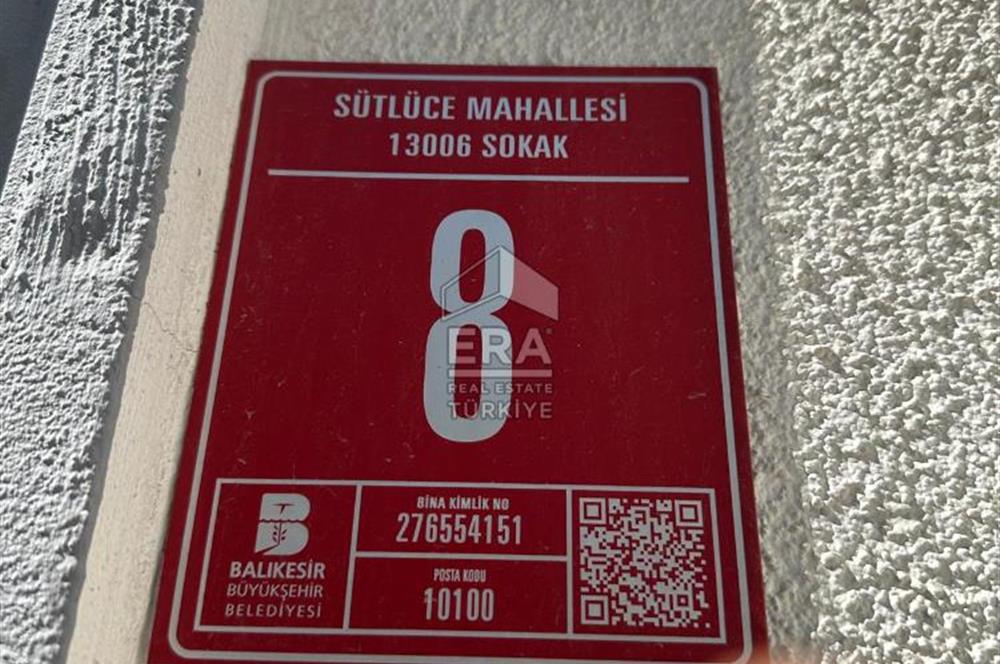 SÜTLÜCE MAHALLESİ
13006 SOKAK
8
ERA
REAL ESTATE
TÜRKİYE
BİNA KİMLİK NO
276554151
POSTA KODU
10100
B
BALIKESİR
BÜYÜKŞEHİR
BELEDİYESİ